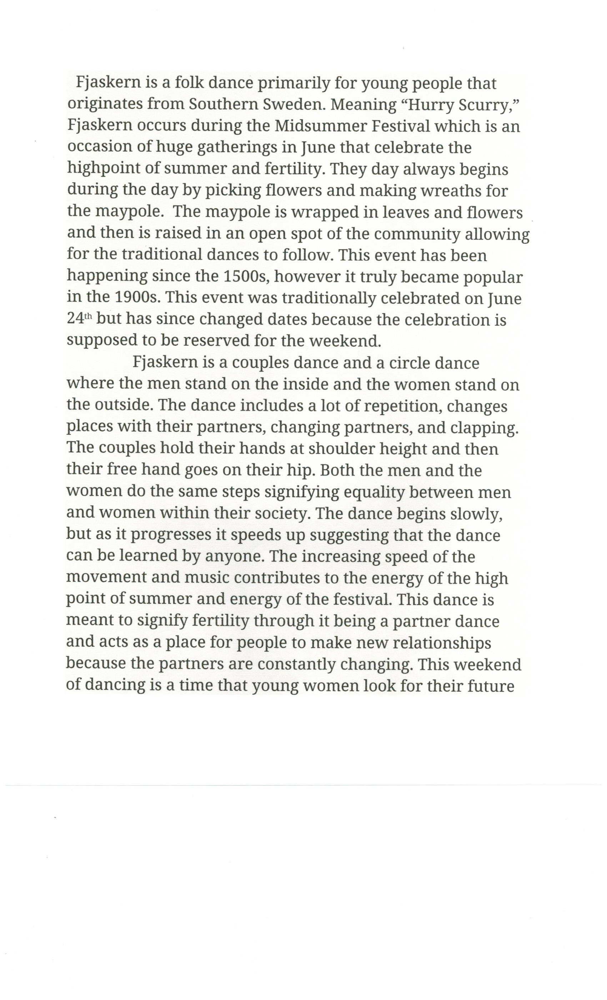 Fjaskern is a folk dance primarily for young people that
originates from Southern Sweden. Meaning “Hurry Scurry,”
Fjaskern occurs during the Midsummer Festival which is an
occasion of huge gatherings in June that celebrate the
highpoint of summer and fertility. They day always begins
during the day by picking flowers and making wreaths for
the maypole.  The maypole is wrapped in leaves and flowers
and then is raised in an open spot of the community allowing
for the traditional dances to follow. This event has been
happening since the 1500s, however it truly became popular
in the 1900s. This event was traditionally celebrated on June
24th but has since changed dates because the celebration is
supposed to be reserved for the weekend.
Fjaskern is a couples dance and a circle dance
where the men stand on the inside and the women stand on
the outside. The dance includes a lot of repetition, changes
places with their partners, changing partners, and clapping.
The couples hold their hands at shoulder height and then
their free hand goes on their hip. Both the men and the
women do the same steps signifying equality between men
and women within their society. The dance begins slowly,
but as it progresses it speeds up suggesting that the dance
can be learned by anyone. The increasing speed of the
movement and music contributes to the energy of the high
point of summer and energy of the festival. This dance is
meant to signify fertility through it being a partner dance
and acts as a place for people to make new relationships
because the partners are constantly changing. This weekend
of dancing is a time that young women look for their future